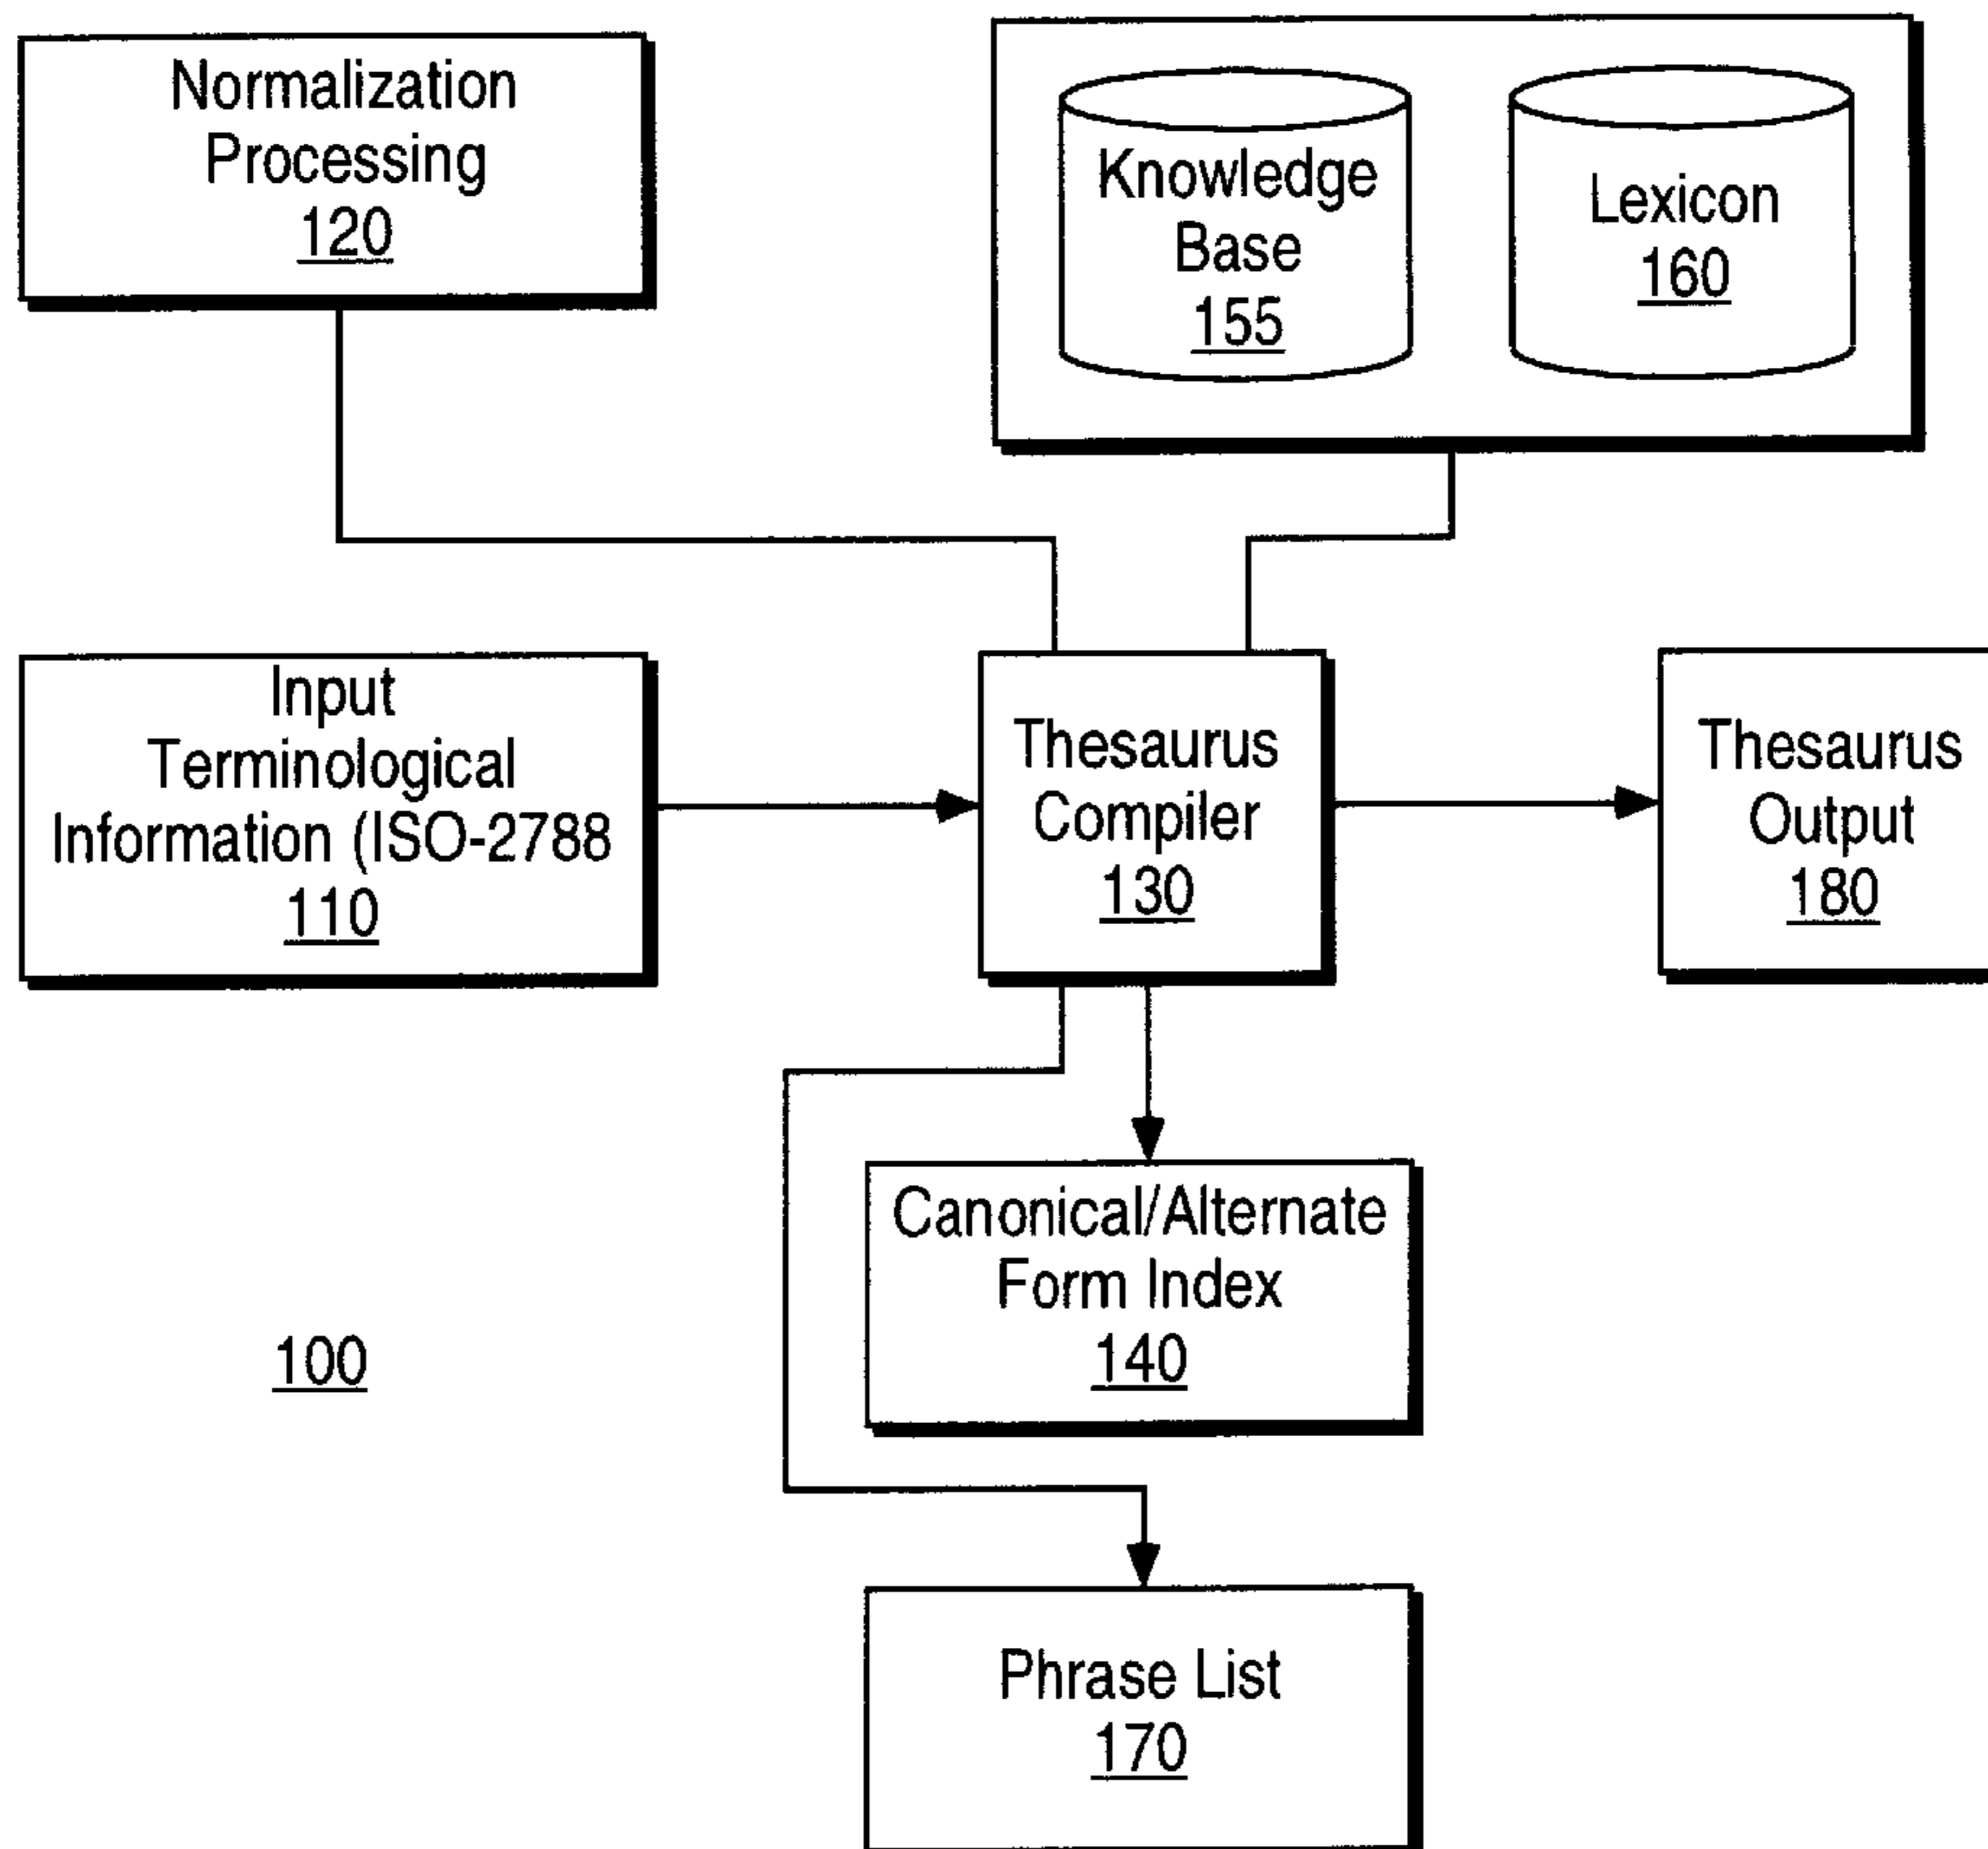 Normalization
Processing
120
Knowledge
Base
155
Lexicon
160
Input
Terminological
Information (ISO-2788
110
Thesaurus
Compiler
130
Thesaurus
Output
180
Canonical/Alternate
Form Index
140
100
Phrase List
170